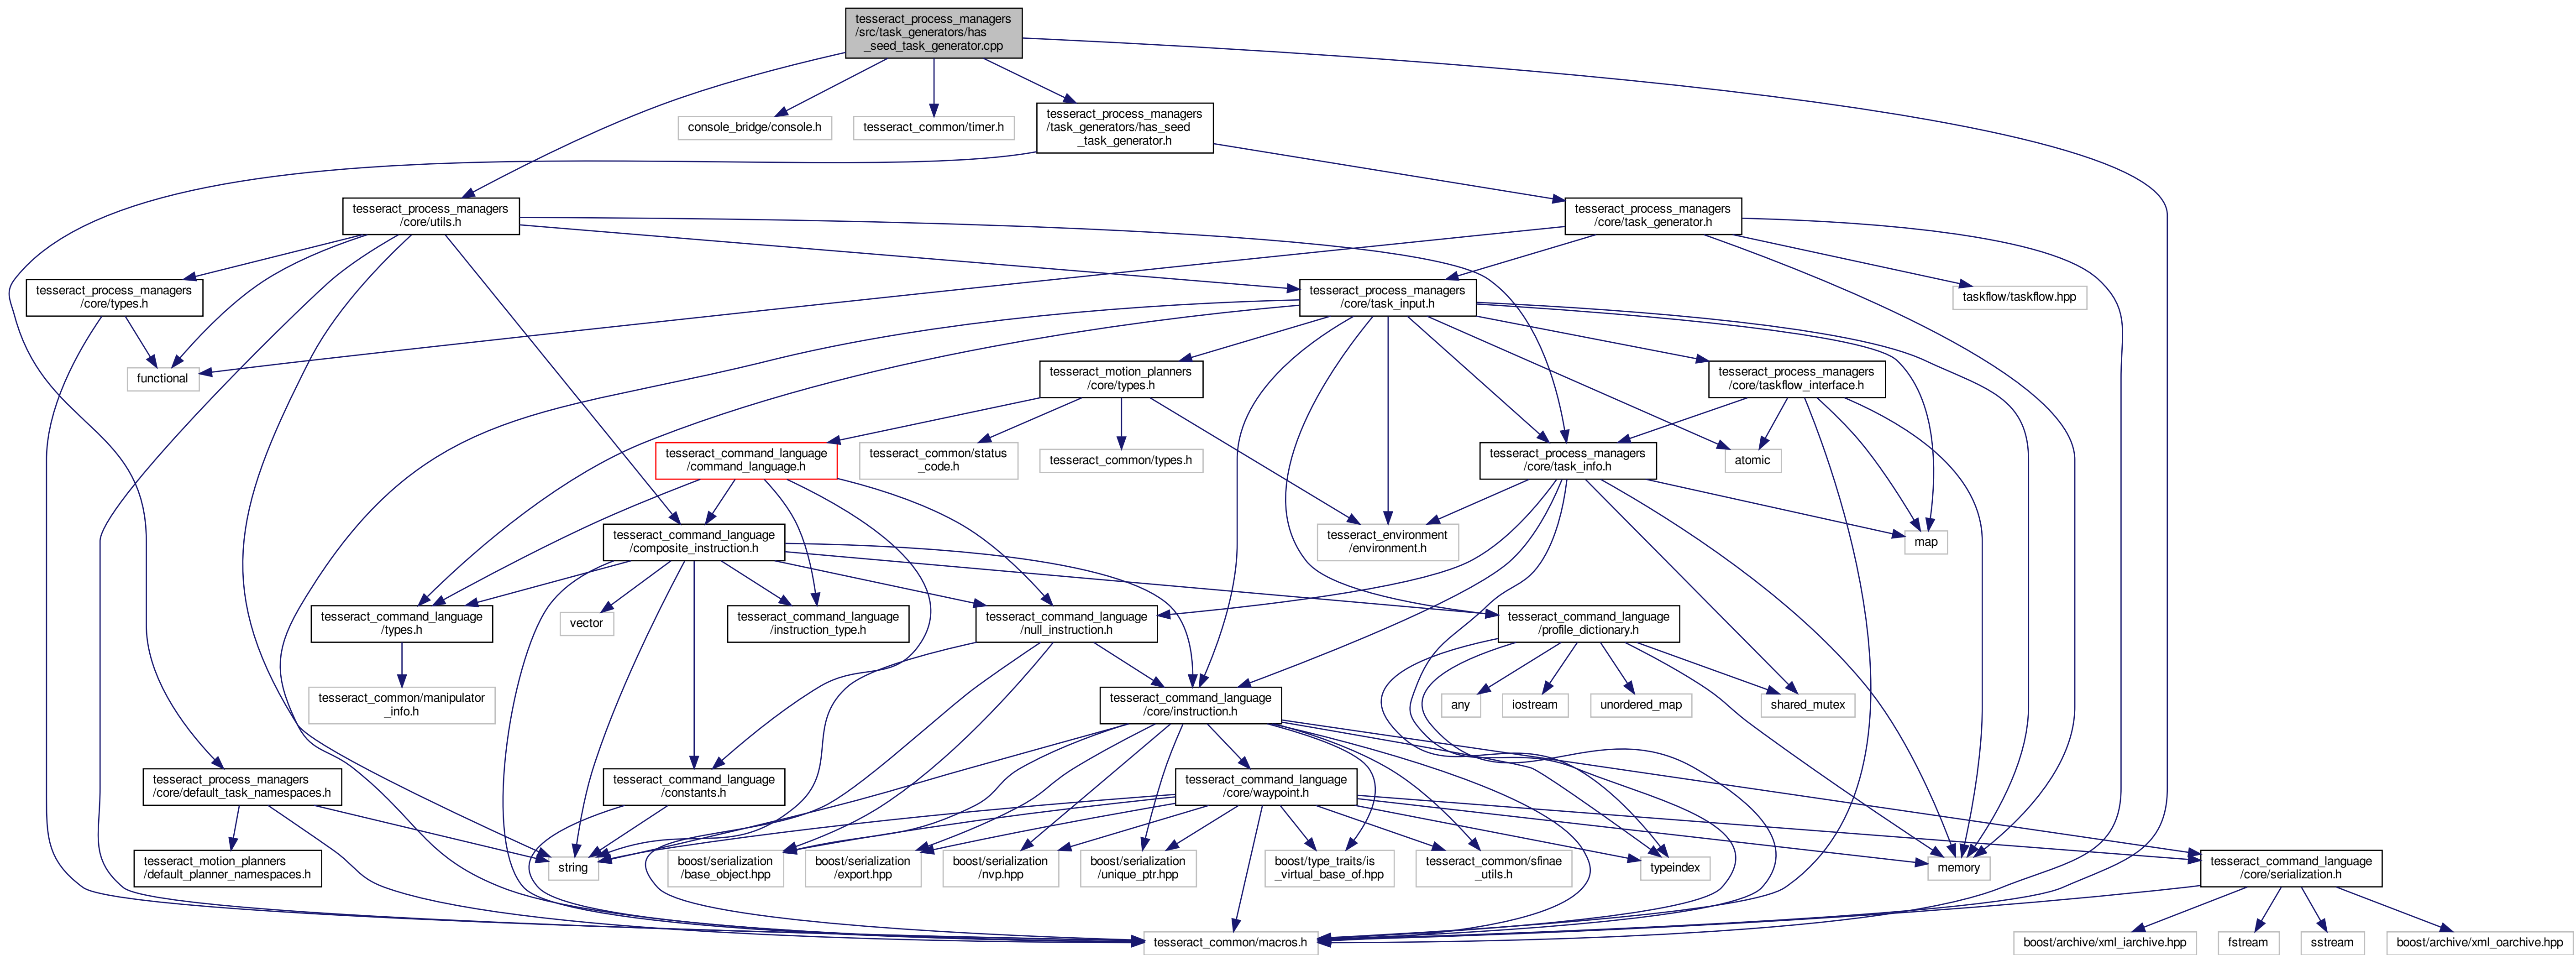 tesseract_process_managers
/src/task_generators/has
_seed_task_generator.cpp
console_bridge/console.h
tesseract_common/timer.h
tesseract_process_managers
/task_generators/has_seed
_task_generator.h
tesseract_process_managers
/core/utils.h
tesseract_process_managers
/core/task_generator.h
tesseract_process_managers
/core/types.h
tesseract_process_managers
/core/task_input.h
taskflow/taskflow.hpp
functional
tesseract_motion_planners
/core/types.h
tesseract_process_managers
/core/taskflow_interface.h
tesseract_command_language
/command_language.h
tesseract_common/status
_code.h
tesseract_common/types.h
tesseract_process_managers
/core/task_info.h
atomic
tesseract_command_language
/composite_instruction.h
tesseract_environment
/environment.h
map
tesseract_command_language
/types.h
vector
tesseract_command_language
/instruction_type.h
tesseract_command_language
/null_instruction.h
tesseract_command_language
/profile_dictionary.h
tesseract_common/manipulator
_info.h
tesseract_command_language
/core/instruction.h
any
iostream
unordered_map
shared_mutex
tesseract_process_managers
/core/default_task_namespaces.h
tesseract_command_language
/constants.h
tesseract_command_language
/core/waypoint.h
tesseract_motion_planners
/default_planner_namespaces.h
string
boost/serialization
/base_object.hpp
boost/serialization
/export.hpp
boost/serialization
/nvp.hpp
boost/serialization
/unique_ptr.hpp
boost/type_traits/is
_virtual_base_of.hpp
tesseract_common/sfinae
_utils.h
typeindex
memory
tesseract_command_language
/core/serialization.h
tesseract_common/macros.h
boost/archive/xml_iarchive.hpp
fstream
sstream
boost/archive/xml_oarchive.hpp